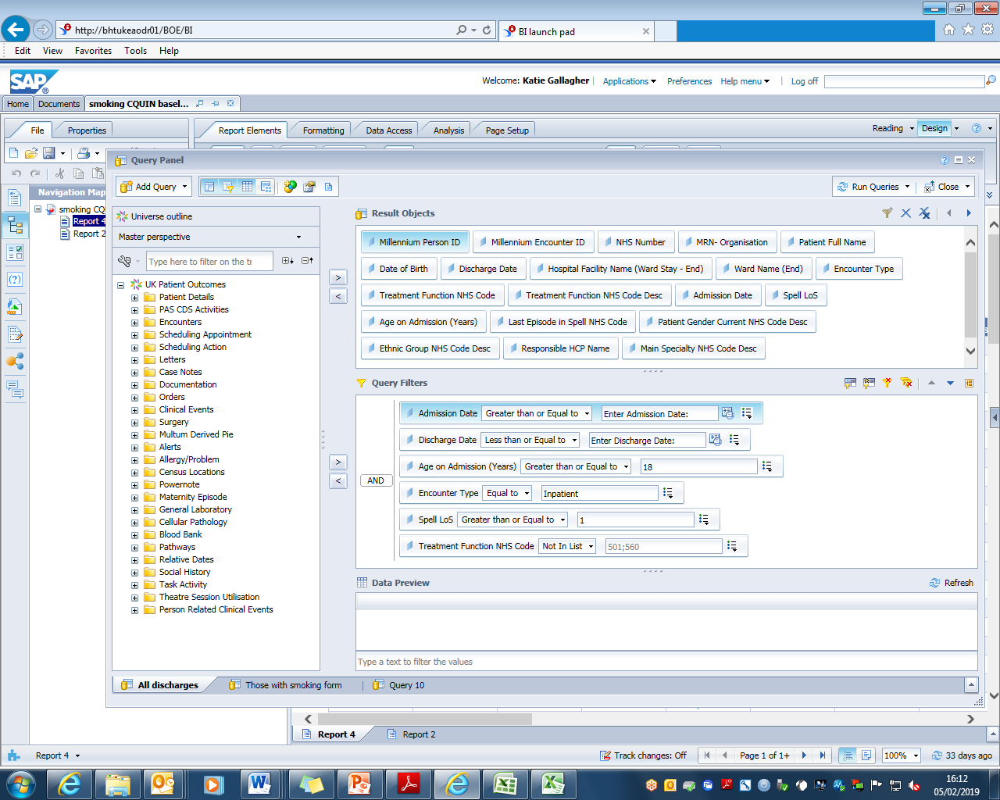 http://bhtukeaodr01/BOE/BI
BI launch pad
Edit View Favorites Tools Help
SAP
Welcome: Katie Gallagher Applications Preferences Help menu Log off
Home Documents smoking CQUIN basel...
File Properties Report Elements Formatting Data Access Analysis Page Setup Reading Design
Query Panel
Navigation Map
Add Query Run Queries Close
smoking CQ
Report 4
Report 2
Universe outline
Master perspective
Type here to filter on the tr
UK Patient Outcomes
Patient Details
PAS CDS Activities
Encounters
Scheduling Appointment
Scheduling Action
Letters
Case Notes
Documentation
Orders
Clinical Events
Surgery
Multum Derived Pie
Alerts
Allergy/Problem
Census Locations
Powernote
Maternity Episode
General Laboratory
Cellular Pathology
Blood Bank
Pathways
Relative Dates
Social History
Task Activity
Theatre Session Utilisation
Person Related Clinical Events
Result Objects
Millennium Person ID Millennium Encounter ID NHS Number MRN- Organisation Patient Full Name
Date of Birth Discharge Date Hospital Facility Name (Ward Stay - End) Ward Name (End) Encounter Type
Treatment Function NHS Code Treatment Function NHS Code Desc Admission Date Spell LoS
Age on Admission (Years) Last Episode in Spell NHS Code Patient Gender Current NHS Code Desc
Ethnic Group NHS Code Desc Responsible HCP Name Main Specialty NHS Code Desc
Query Filters
AND
Admission Date Greater than or Equal to Enter Admission Date:
Discharge Date Less than or Equal to Enter Discharge Date:
Age on Admission (Years) Greater than or Equal to 18
Encounter Type Equal to Inpatient
Spell LoS Greater than or Equal to 1
Treatment Function NHS Code Not In List 501;560
Data Preview Refresh
Type a text to filter the values
All discharges Those with smoking form Query 10
Report 4 Report 2
Report 4 Track changes: Off Page 1 of 1+ 100% 33 days ago
16:12
05/02/2019